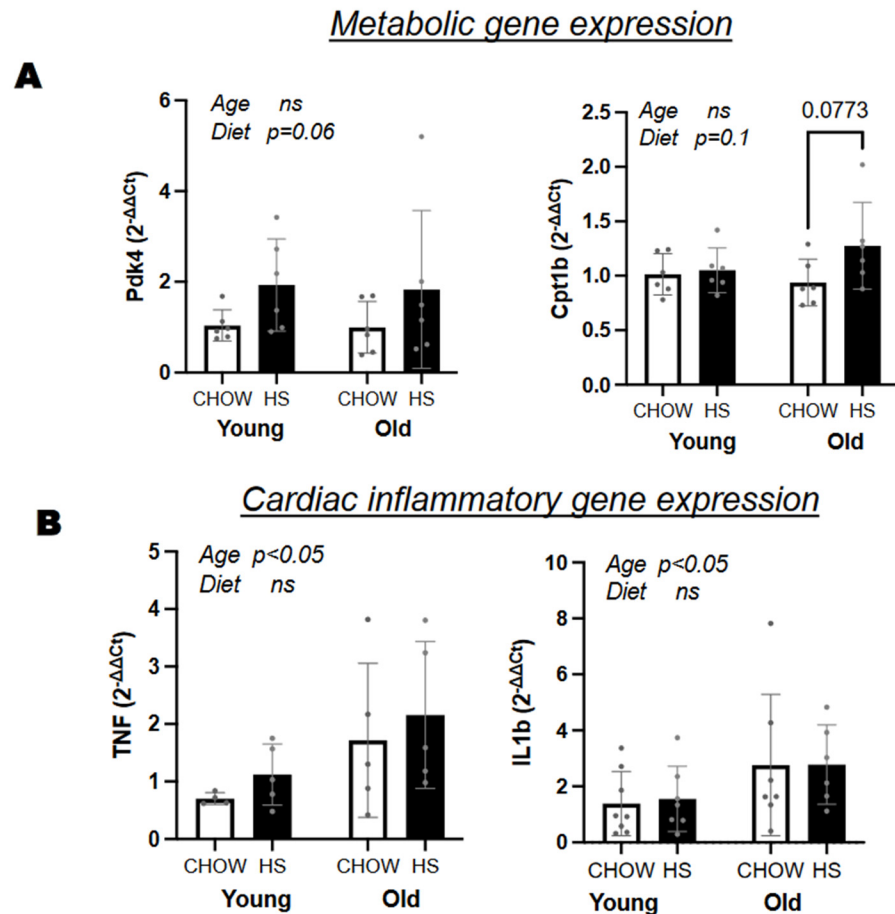 Metabolic gene expression
A
Age ns
Diet p=0.06
Pdk4 (2-ΔΔCt)
6
4
2
0
CHOW HS CHOW HS
Young Old
Age ns
Diet p=0.1
0.0773
Cpt1b (2-ΔΔCt)
2.5
2.0
1.5
1.0
0.5
0.0
CHOW HS CHOW HS
Young Old
Cardiac inflammatory gene expression
B
Age p<0.05
Diet ns
TNF (2-ΔΔCt)
5
4
3
2
1
0
CHOW HS CHOW HS
Young Old
Age p<0.05
Diet ns
IL1b (2-ΔΔCt)
10
8
6
4
2
0
CHOW HS CHOW HS
Young Old